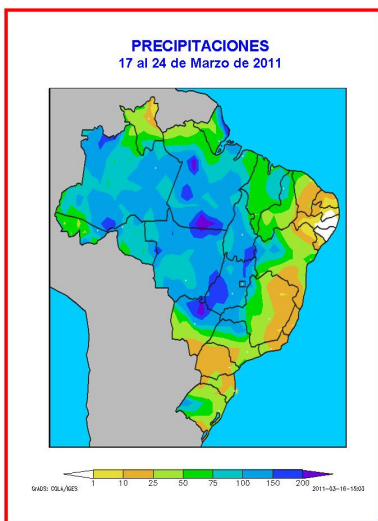 PRECIPITACIONES
17 al 24 de Marzo de 2011
1 10 25 50 75 100 150 200
GrADS: COLA/IGES
2011-03-16-15:03